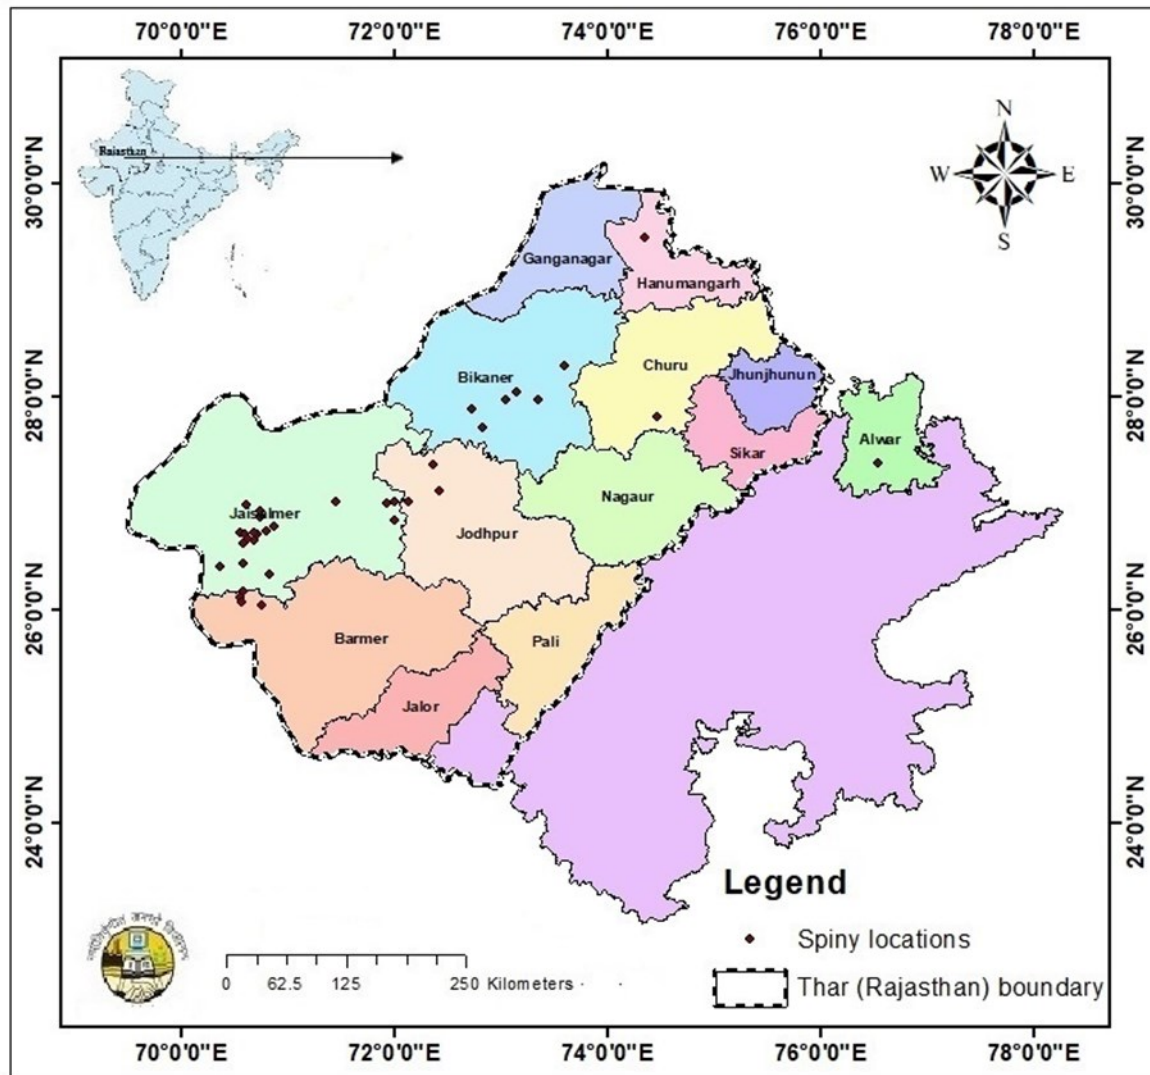 70°0'0"E 72°0'0"E 74°0'0"E 76°0'0"E 78°0'0"E
30°0'0"N
28°0'0"N
26°0'0"N
24°0'0"N
Rajasthan
N
W E
S
30°0'0"N
28°0'0"N
26°0'0"N
24°0'0"N
Ganganagar
Hanumangarh
Bikaner
Churu
Jhunjhunun
Sikar
Alwar
Nagaur
Jaisalmer
Jodhpur
Barmer
Pali
Jalor
Legend
Spiny locations
Thar (Rajasthan) boundary
0 62.5 125 250 Kilometers
70°0'0"E 72°0'0"E 74°0'0"E 76°0'0"E 78°0'0"E